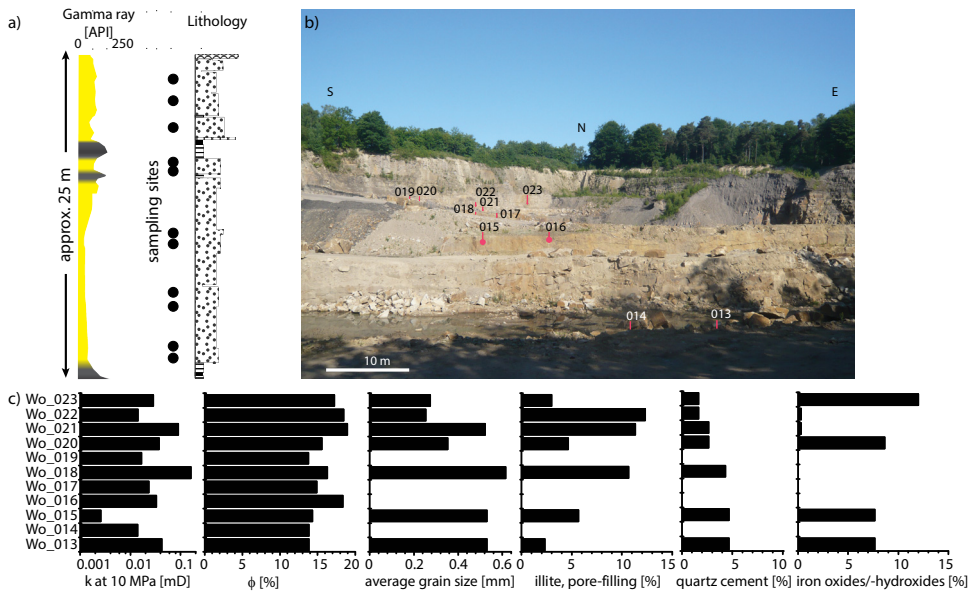 a)
Gamma ray
[API]
0 250
Lithology
approx. 25 m
sampling sites
b)
S
N
E
019 020
022
021
018
023
017
015
016
014
013
10 m
c)
Wo_023
Wo_022
Wo_021
Wo_020
Wo_019
Wo_018
Wo_017
Wo_016
Wo_015
Wo_014
Wo_013
0.001 0.01 0.1
k at 10 MPa [mD]
0 5 10 15 20
ϕ [%]
0 0.2 0.4 0.6
average grain size [mm]
0 5 10 15
illite, pore-filling [%]
0 5 10
quartz cement [%]
0 5 10 15
iron oxides/-hydroxides [%]